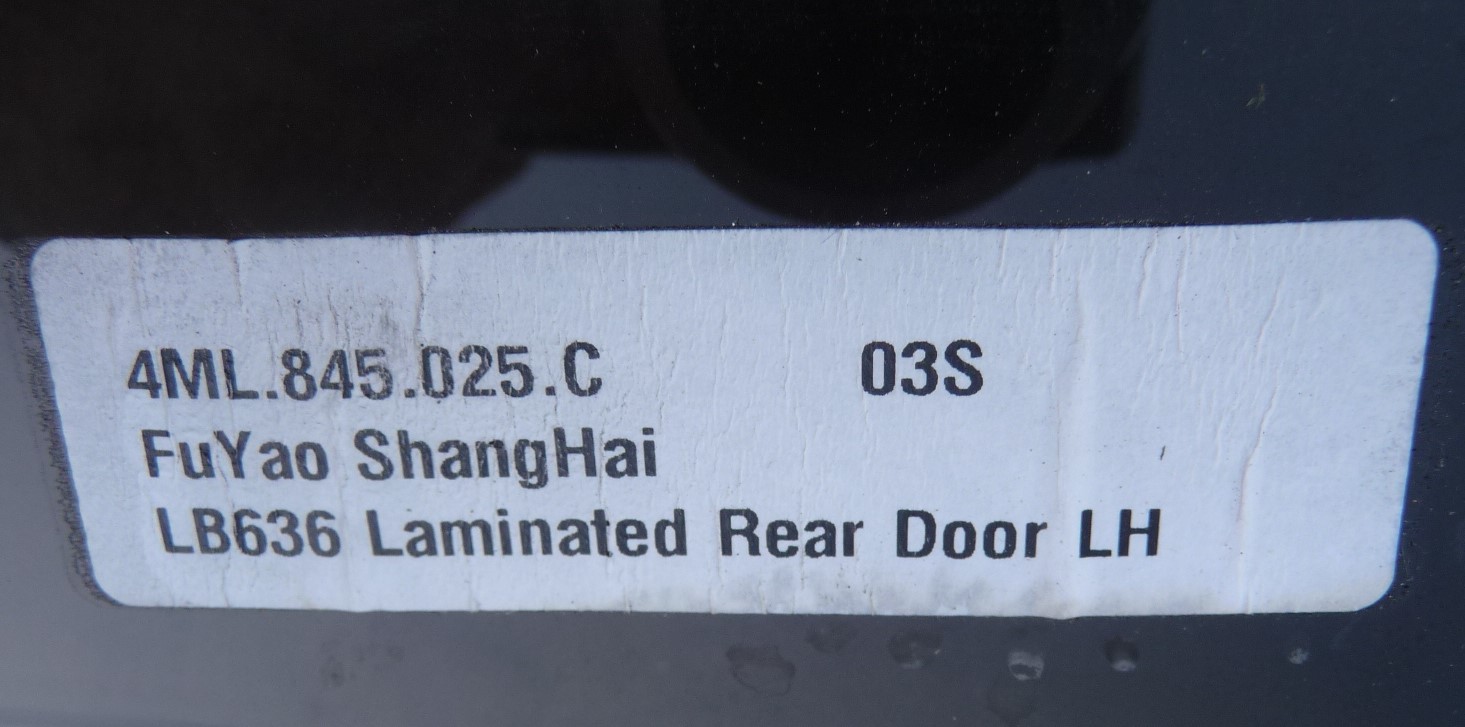 4ML.845.025.C 03S
FuYao ShangHai
LB636 Laminated Rear Door LH